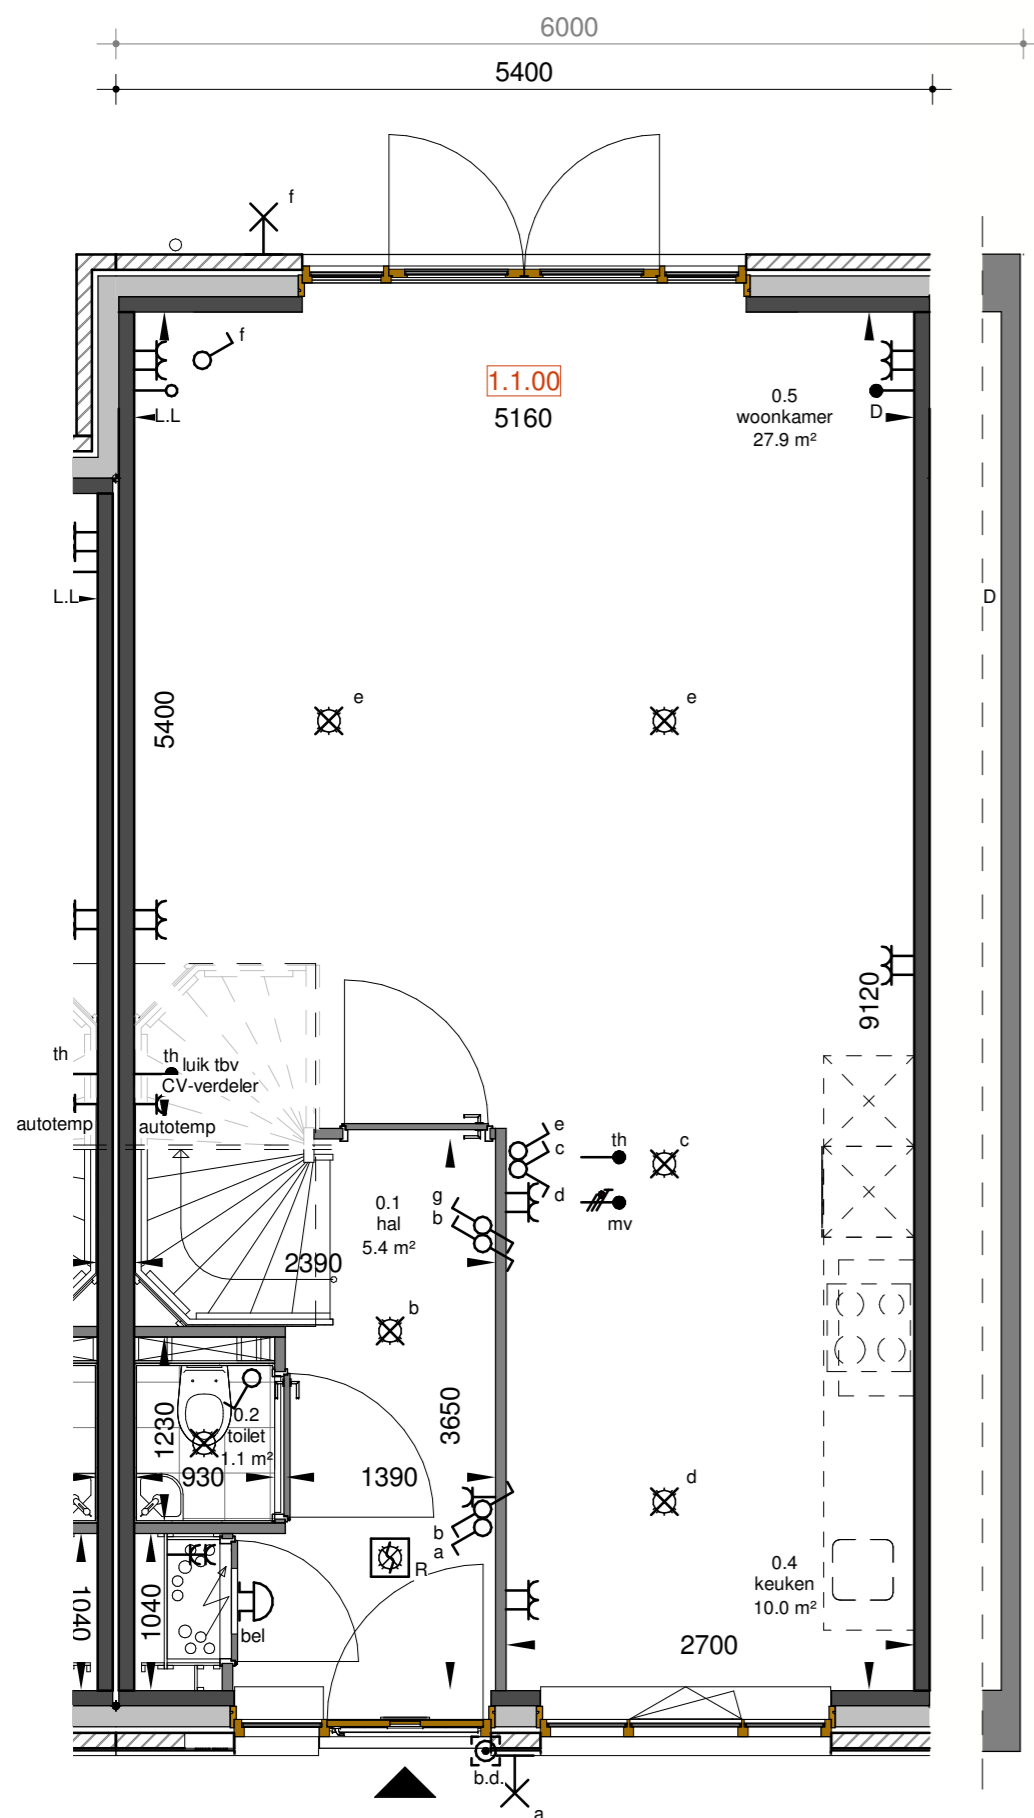 6000
5400
f
f
1.1.00
5160
0.5
woonkamer
27.9 m²
L.L
D
L.L
D
5400
e
e
9120
th
th
luik tbv
CV-verdeler
autotemp
autotemp
e
c
d
th
c
mv
g
b
0.1
hal
5.4 m²
2390
b
3650
1230
0.2
toilet
1.1 m²
930
1390
d
b
a
R
1040
1040
bel
0.4
keuken
10.0 m²
2700
b.d.
a